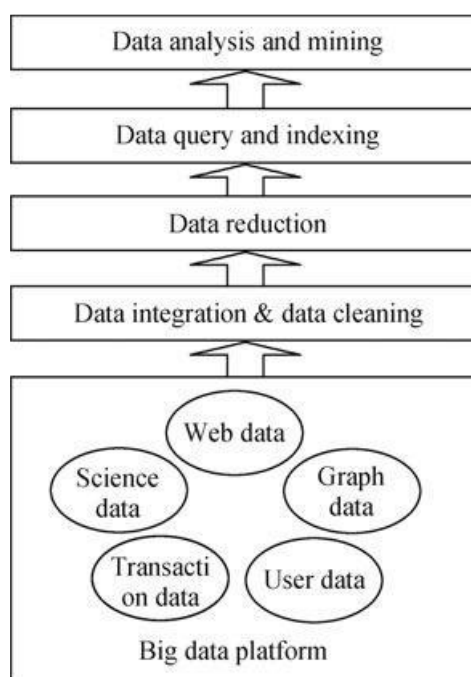 Data analysis and mining
Data query and indexing
Data reduction
Data integration & data cleaning
Web data
Science
data
Graph
data
Transacti
on data
User data
Big data platform